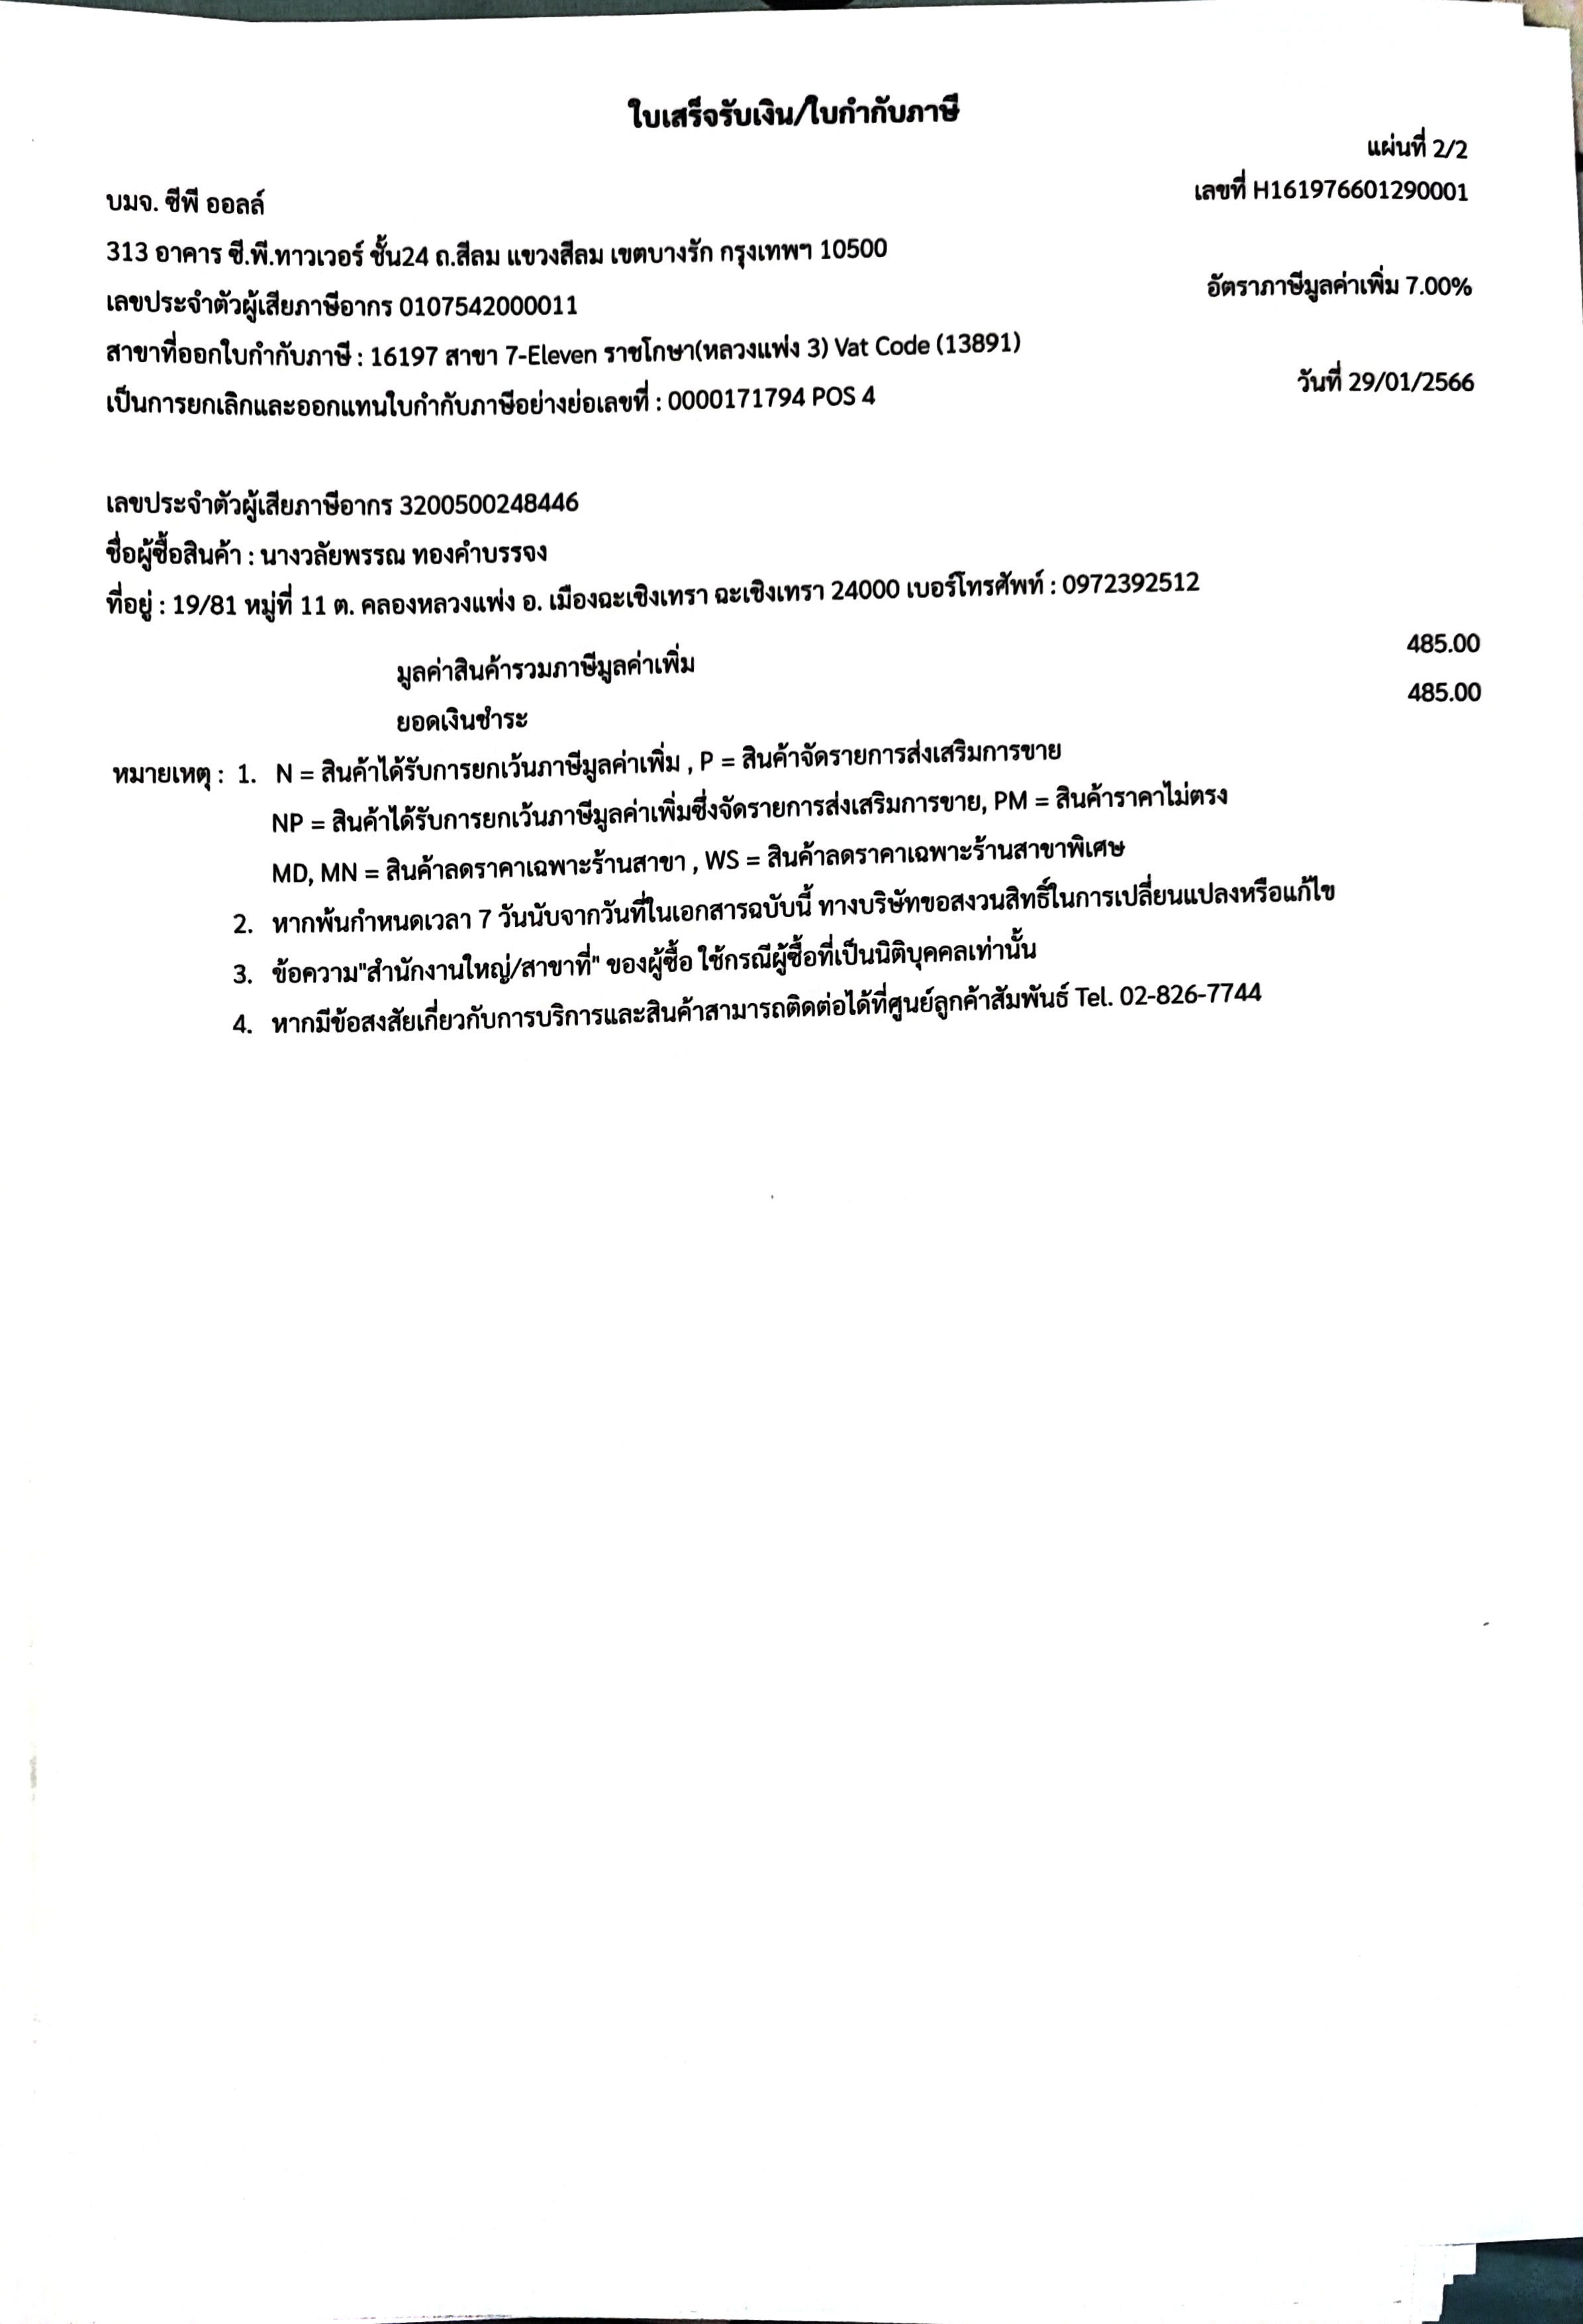 ใบเสร็จรับเงิน/ใบกำกับภาษี
แผ่นที่ 2/2
บมจ. ซีพี ออลล์
เลขที่ H161976601290001
313 อาคาร ซี.พี.ทาวเวอร์ ชั้น24 ถ.สีลม แขวงสีลม เขตบางรัก กรุงเทพฯ 10500
เลขประจำตัวผู้เสียภาษีอากร 0107542000011
อัตราภาษีมูลค่าเพิ่ม 7.00%
สาขาที่ออกใบกำกับภาษี : 16197 สาขา 7-Eleven ราชโกษา(หลวงแพ่ง 3) Vat Code (13891)
เป็นการยกเลิกและออกแทนใบกำกับภาษีอย่างย่อเลขที่ : 0000171794 POS 4
วันที่ 29/01/2566
เลขประจำตัวผู้เสียภาษีอากร 3200500248446
ชื่อผู้ซื้อสินค้า : นางวลัยพรรณ ทองคำบรรจง
ที่อยู่ : 19/81 หมู่ที่ 11 ต. คลองหลวงแพ่ง อ. เมืองฉะเชิงเทรา ฉะเชิงเทรา 24000 เบอร์โทรศัพท์ : 0972392512
มูลค่าสินค้ารวมภาษีมูลค่าเพิ่ม 485.00
ยอดเงินชำระ 485.00
หมายเหตุ : 1. N = สินค้าได้รับการยกเว้นภาษีมูลค่าเพิ่ม , P = สินค้าจัดรายการส่งเสริมการขาย
NP = สินค้าได้รับการยกเว้นภาษีมูลค่าเพิ่มซึ่งจัดรายการส่งเสริมการขาย, PM = สินค้าราคาไม่ตรง
MD, MN = สินค้าลดราคาเฉพาะร้านสาขา , WS = สินค้าลดราคาเฉพาะร้านสาขาพิเศษ
2. หากพ้นกำหนดเวลา 7 วันนับจากวันที่ในเอกสารฉบับนี้ ทางบริษัทขอสงวนสิทธิ์ในการเปลี่ยนแปลงหรือแก้ไข
3. ข้อความ"สำนักงานใหญ่/สาขาที่" ของผู้ซื้อ ใช้กรณีผู้ซื้อที่เป็นนิติบุคคลเท่านั้น
4. หากมีข้อสงสัยเกี่ยวกับการบริการและสินค้าสามารถติดต่อได้ที่ศูนย์ลูกค้าสัมพันธ์ Tel. 02-826-7744